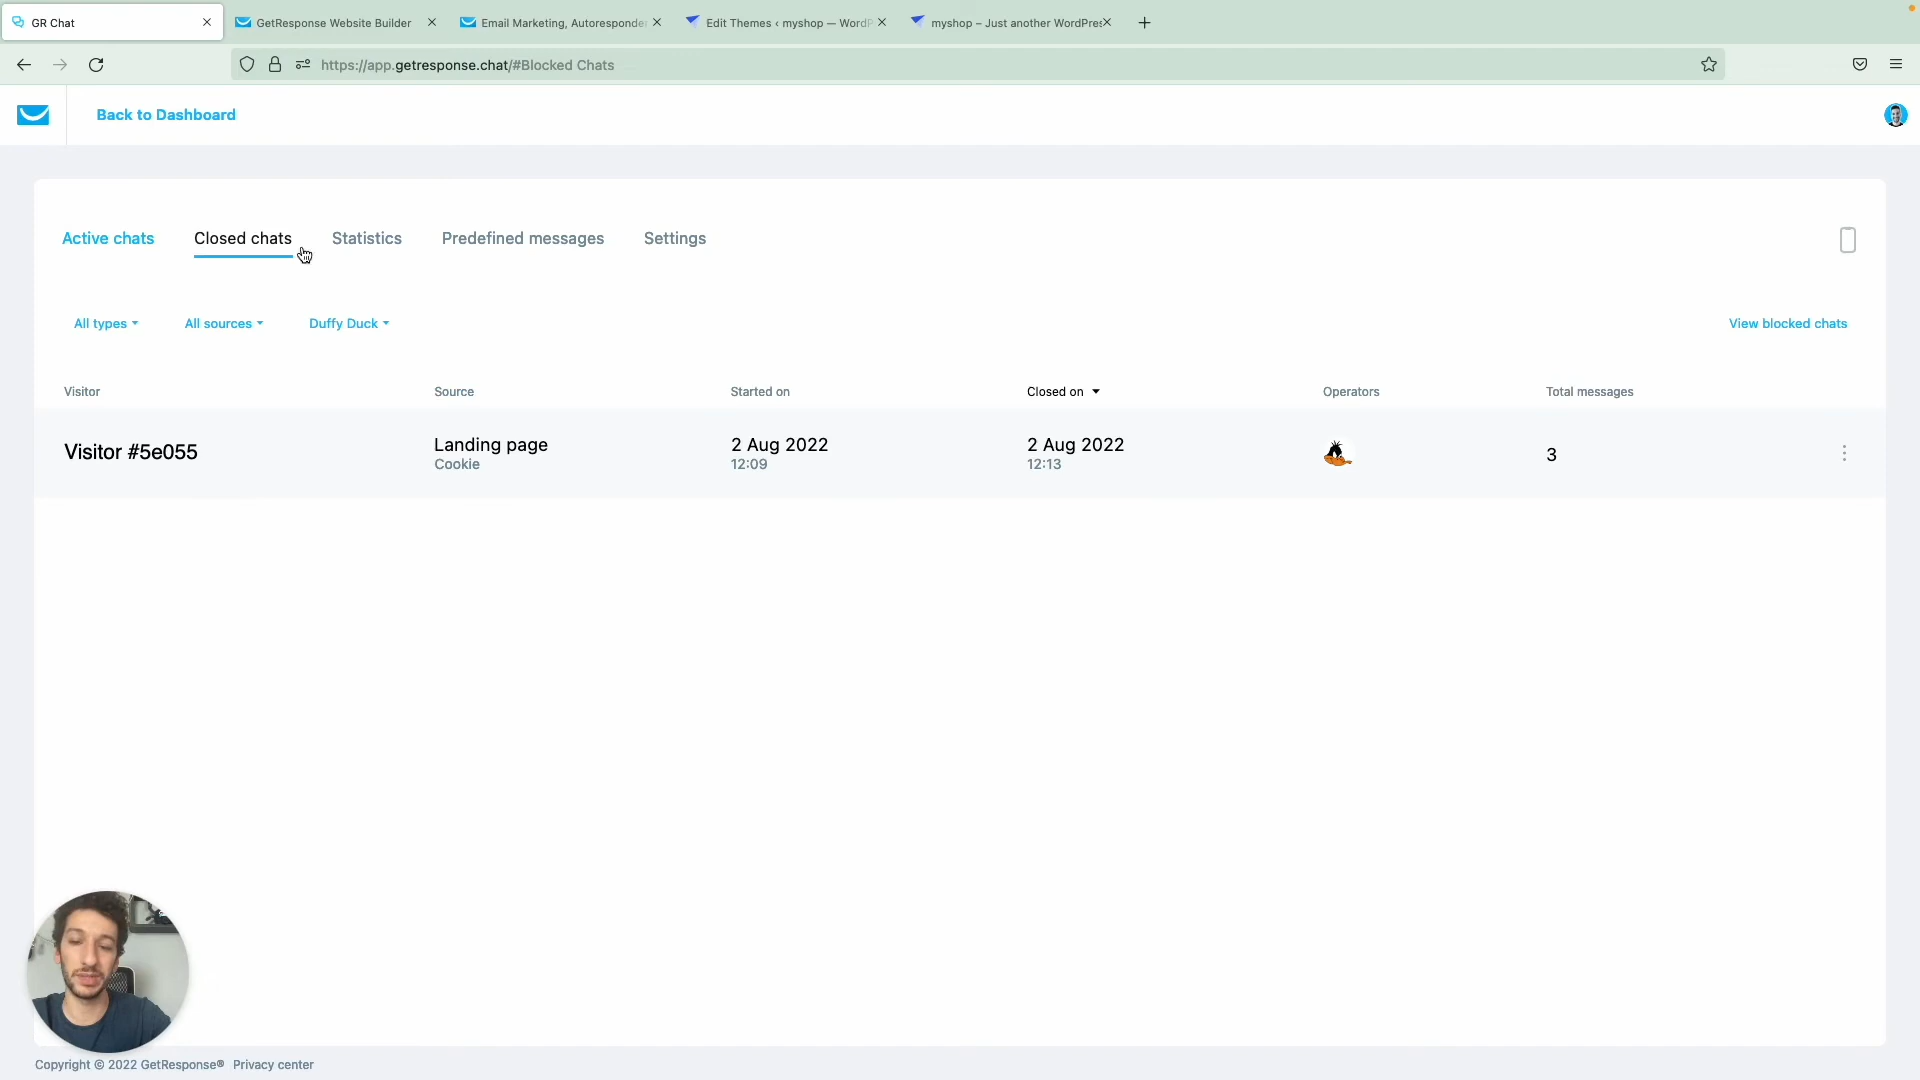 GR Chat
GetResponse Website Builder
Email Marketing, Autoresponde
Edit Themes ‹ myshop — WordP
myshop – Just another WordPres
https://app.getresponse.chat/#Blocked Chats
Back to Dashboard
Active chats
Closed chats
Statistics
Predefined messages
Settings
All types
All sources
Duffy Duck
View blocked chats
Visitor
Source
Started on
Closed on
Operators
Total messages
Visitor #5e055
Landing page
Cookie
2 Aug 2022
12:09
2 Aug 2022
12:13
3
Copyright © 2022 GetResponse® Privacy center